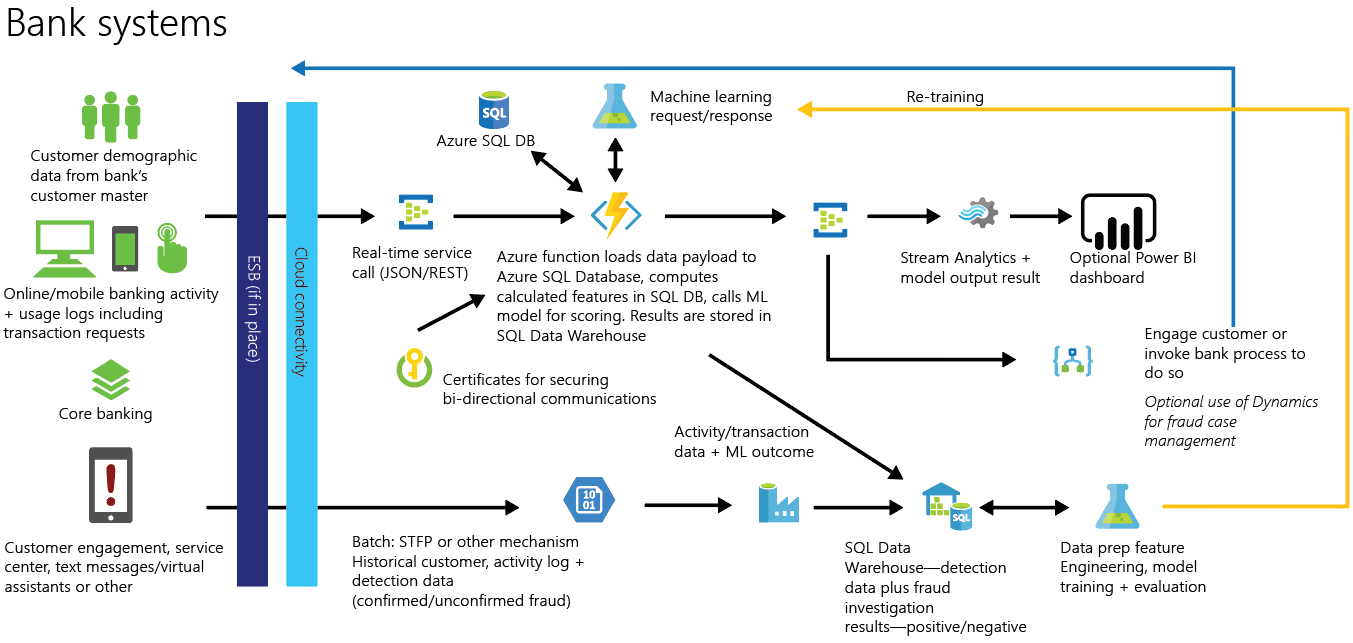 Bank systems
Customer demographic
data from bank's
customer master
Online/mobile banking activity
+ usage logs including
transaction requests
Core banking
Customer engagement, service
center, text messages/virtual
assistants or other
ESB (if in place)
Cloud connectivity
SQL
Azure SQL DB
Machine learning
request/response
Re-training
Real-time service
call (JSON/REST)
Azure function loads data payload to
Azure SQL Database, computes
calculated features in SQL DB, calls ML
model for scoring. Results are stored in
SQL Data Warehouse
Stream Analytics +
model output result
Optional Power BI
dashboard
Certificates for securing
bi-directional communications
Engage customer or
invoke bank process to
do so
Optional use of Dynamics
for fraud case
management
Activity/transaction
data + ML outcome
10
01
Batch: STFP or other mechanism
Historical customer, activity log +
detection data
(confirmed/unconfirmed fraud)
SQL
SQL Data
Warehouse—detection
data plus fraud
investigation
results—positive/negative
Data prep feature
Engineering, model
training + evaluation